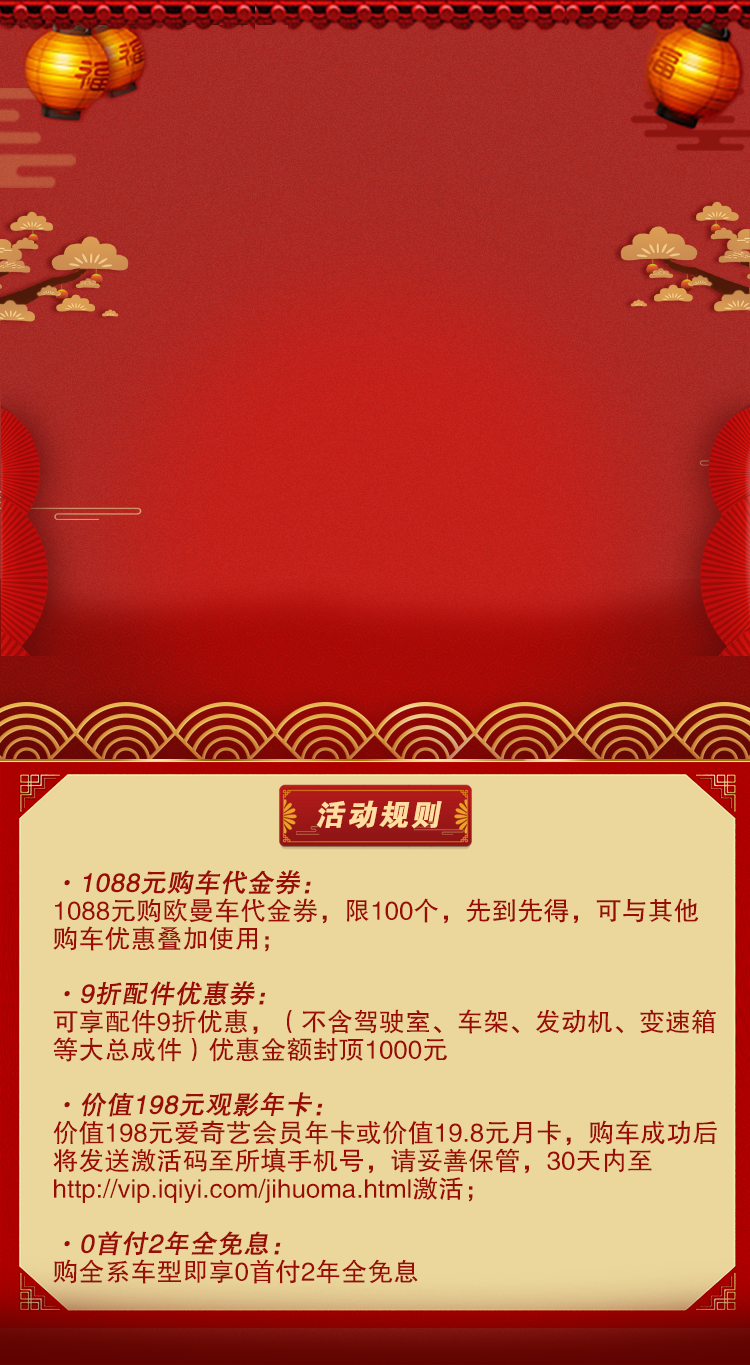 福
福
福
活动规则
·1088元购车代金券：
1088元购欧曼车代金券，限100个，先到先得，可与其他
购车优惠叠加使用；
·9折配件优惠券：
可享配件9折优惠，（不含驾驶室、车架、发动机、变速箱
等大总成件）优惠金额封顶1000元
·价值198元观影年卡：
价值198元爱奇艺会员年卡或价值19.8元月卡，购车成功后
将发送激活码至所填手机号，请妥善保管，30天内至
http://vip.iqiyi.com/jihuoma.html激活；
·0首付2年全免息：
购全系车型即享0首付2年全免息